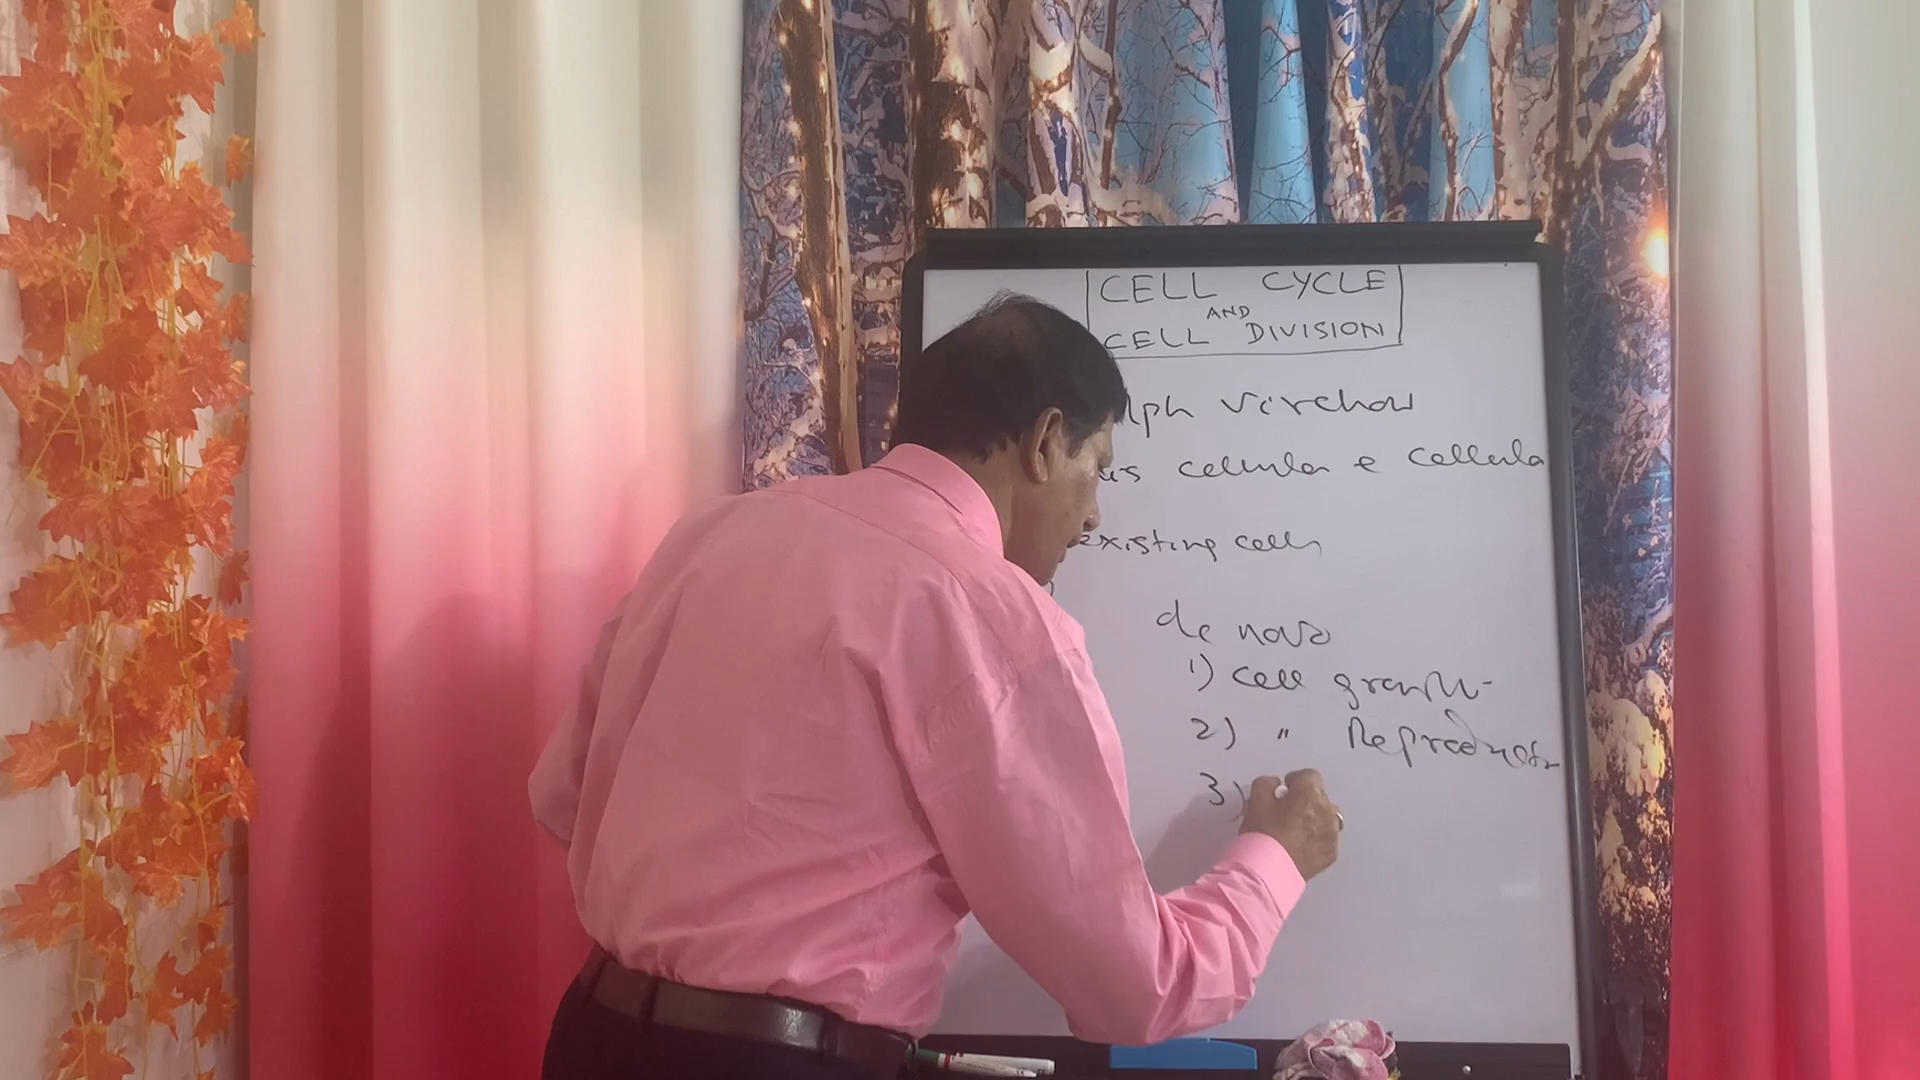 CELL CYCLE
AND
CELL DIVISION
lph Virchow
us cellula e cellula
existing cells
de novo
1) cell growth
2) " Reproduction
3)